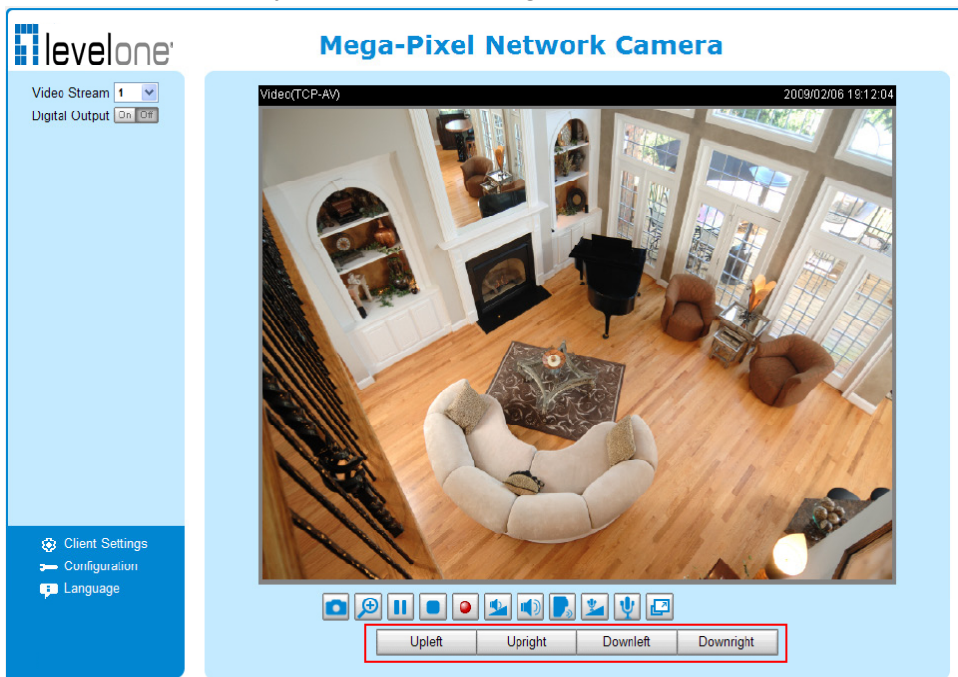 levelone
Mega-Pixel Network Camera
Video Stream 1
Digital Output On Off
Video(TCP-AV) 2009/02/06 19:12:04
Client Settings
Configuration
Language
Upleft Upright Downleft Downright